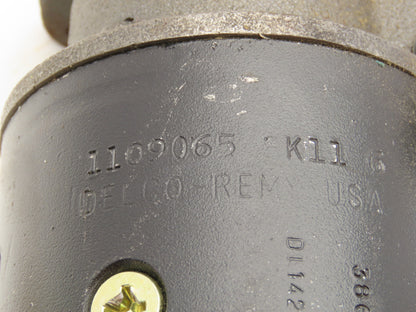 1109065 K11 G
DELCO-REMY USA
DI142
386